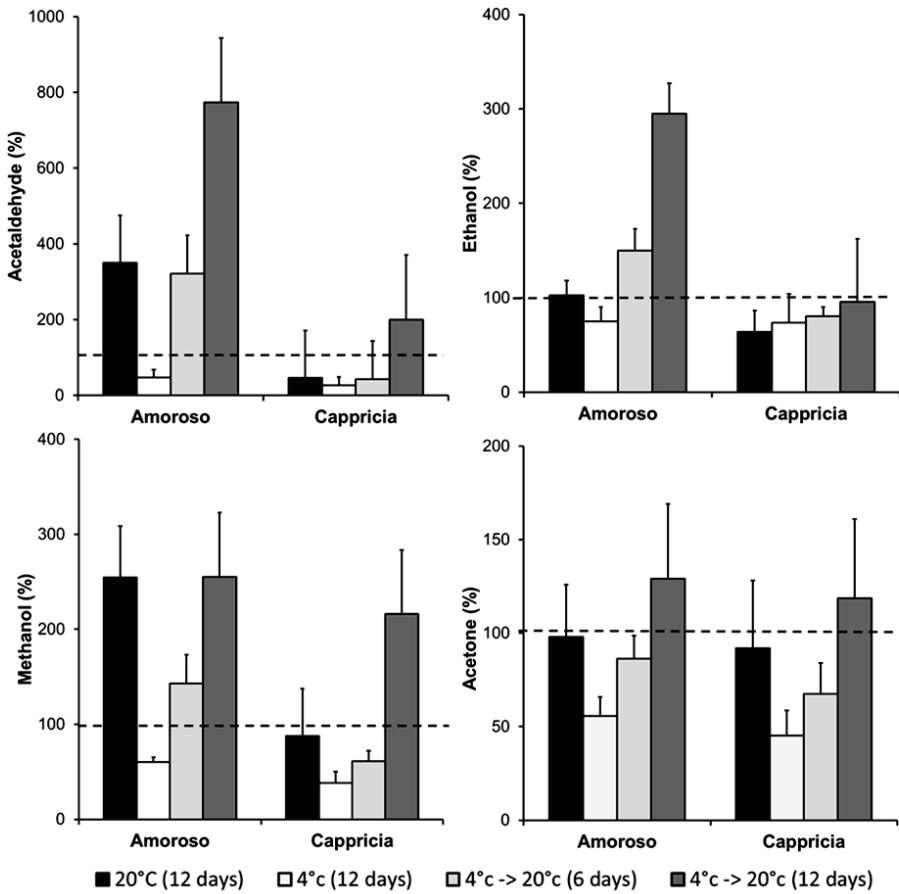 Acetaldehyde (%)
1000
800
600
400
200
0
Amoroso
Cappricia
Ethanol (%)
400
300
200
100
0
Amoroso
Cappricia
Methanol (%)
400
300
200
100
0
Amoroso
Cappricia
Acetone (%)
200
150
100
50
0
Amoroso
Cappricia
20°C (12 days) 4°c (12 days) 4°c -> 20°c (6 days) 4°c -> 20°c (12 days)